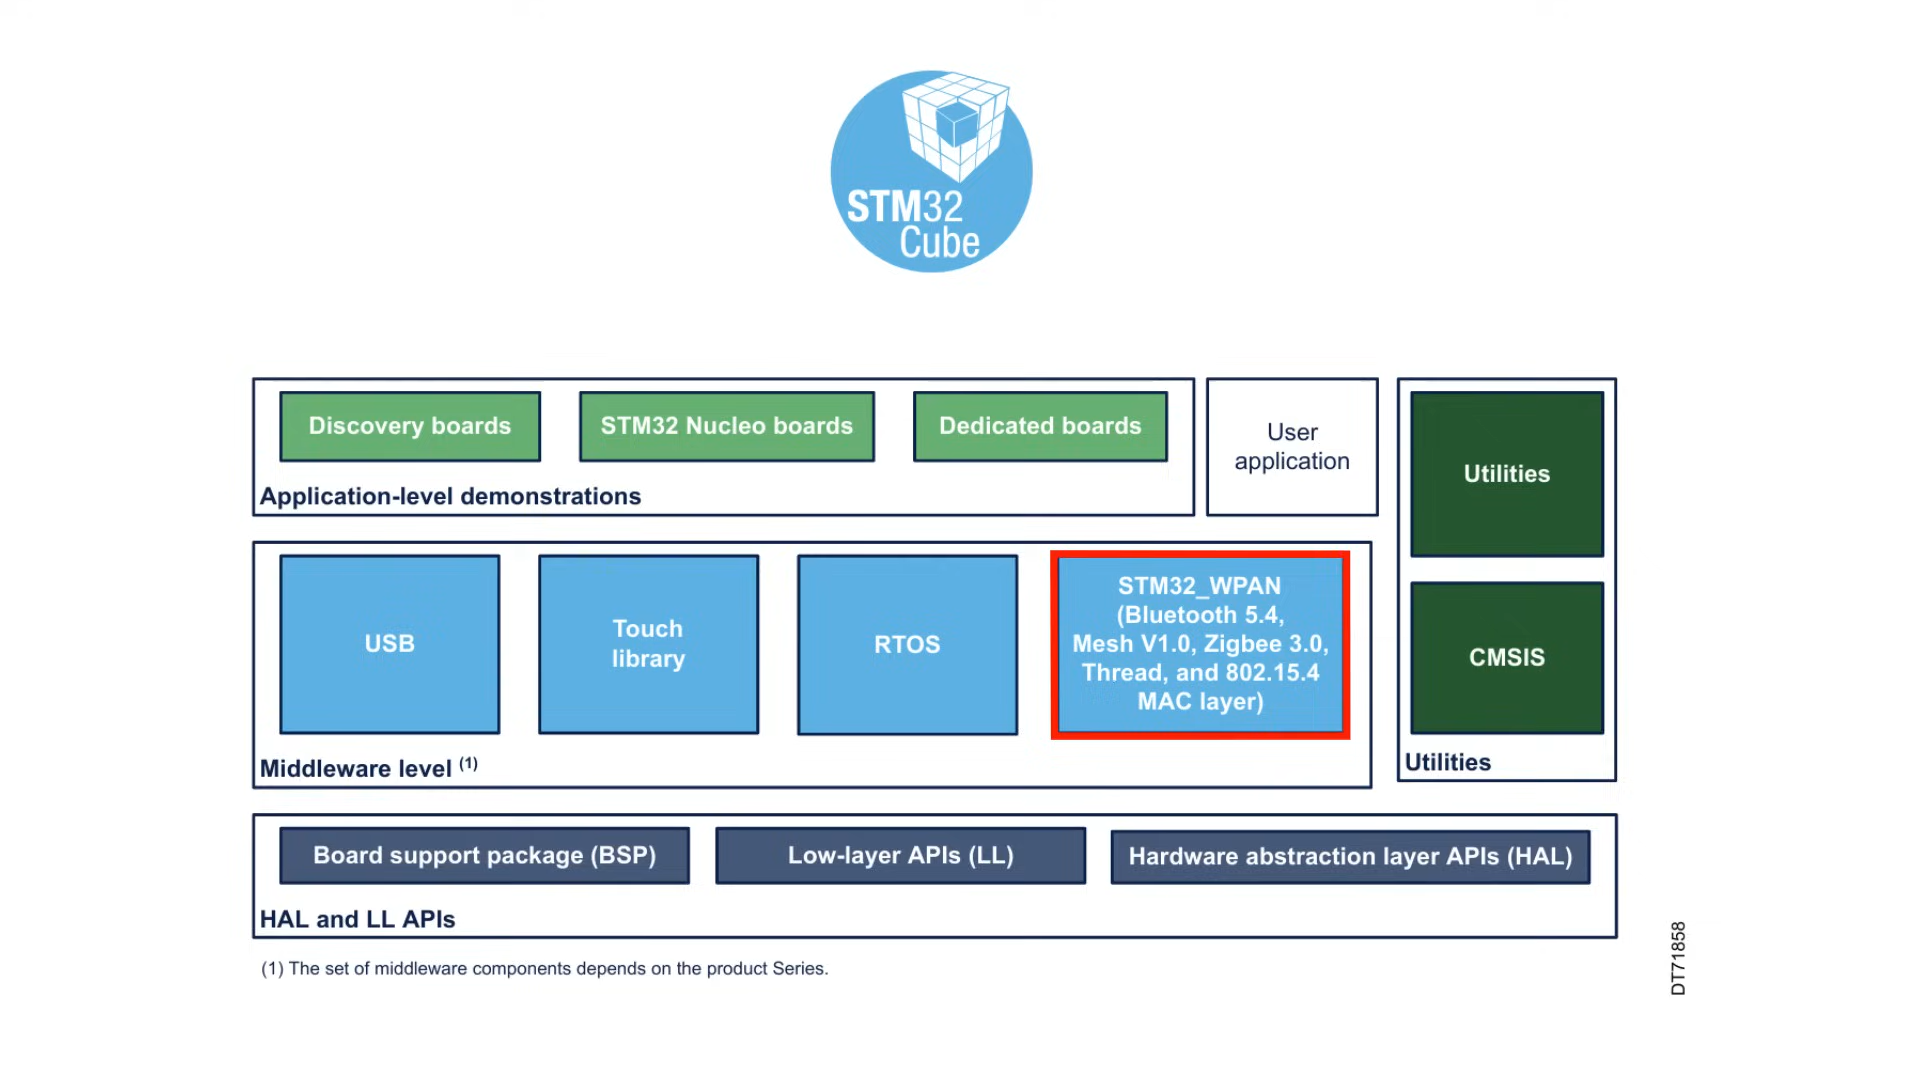 STM32
Cube
Discovery boards
STM32 Nucleo boards
Dedicated boards
Application-level demonstrations
User
application
Utilities
USB
Touch
library
RTOS
STM32_WPAN
(Bluetooth 5.4,
Mesh V1.0, Zigbee 3.0,
Thread, and 802.15.4
MAC layer)
Middleware level (1)
CMSIS
Utilities
Board support package (BSP)
Low-layer APIs (LL)
Hardware abstraction layer APIs (HAL)
HAL and LL APIs
(1) The set of middleware components depends on the product Series.
DT71858